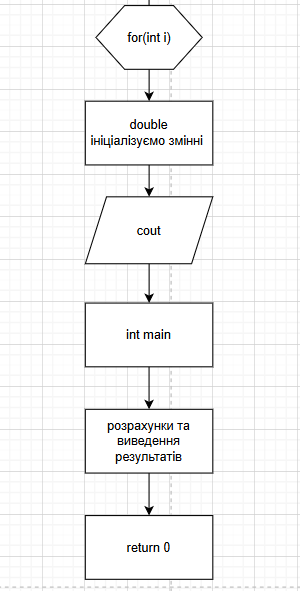 for(int i)
double
ініціалізуємо змінні
cout
int main
розрахунки та
виведення
результатів
return 0